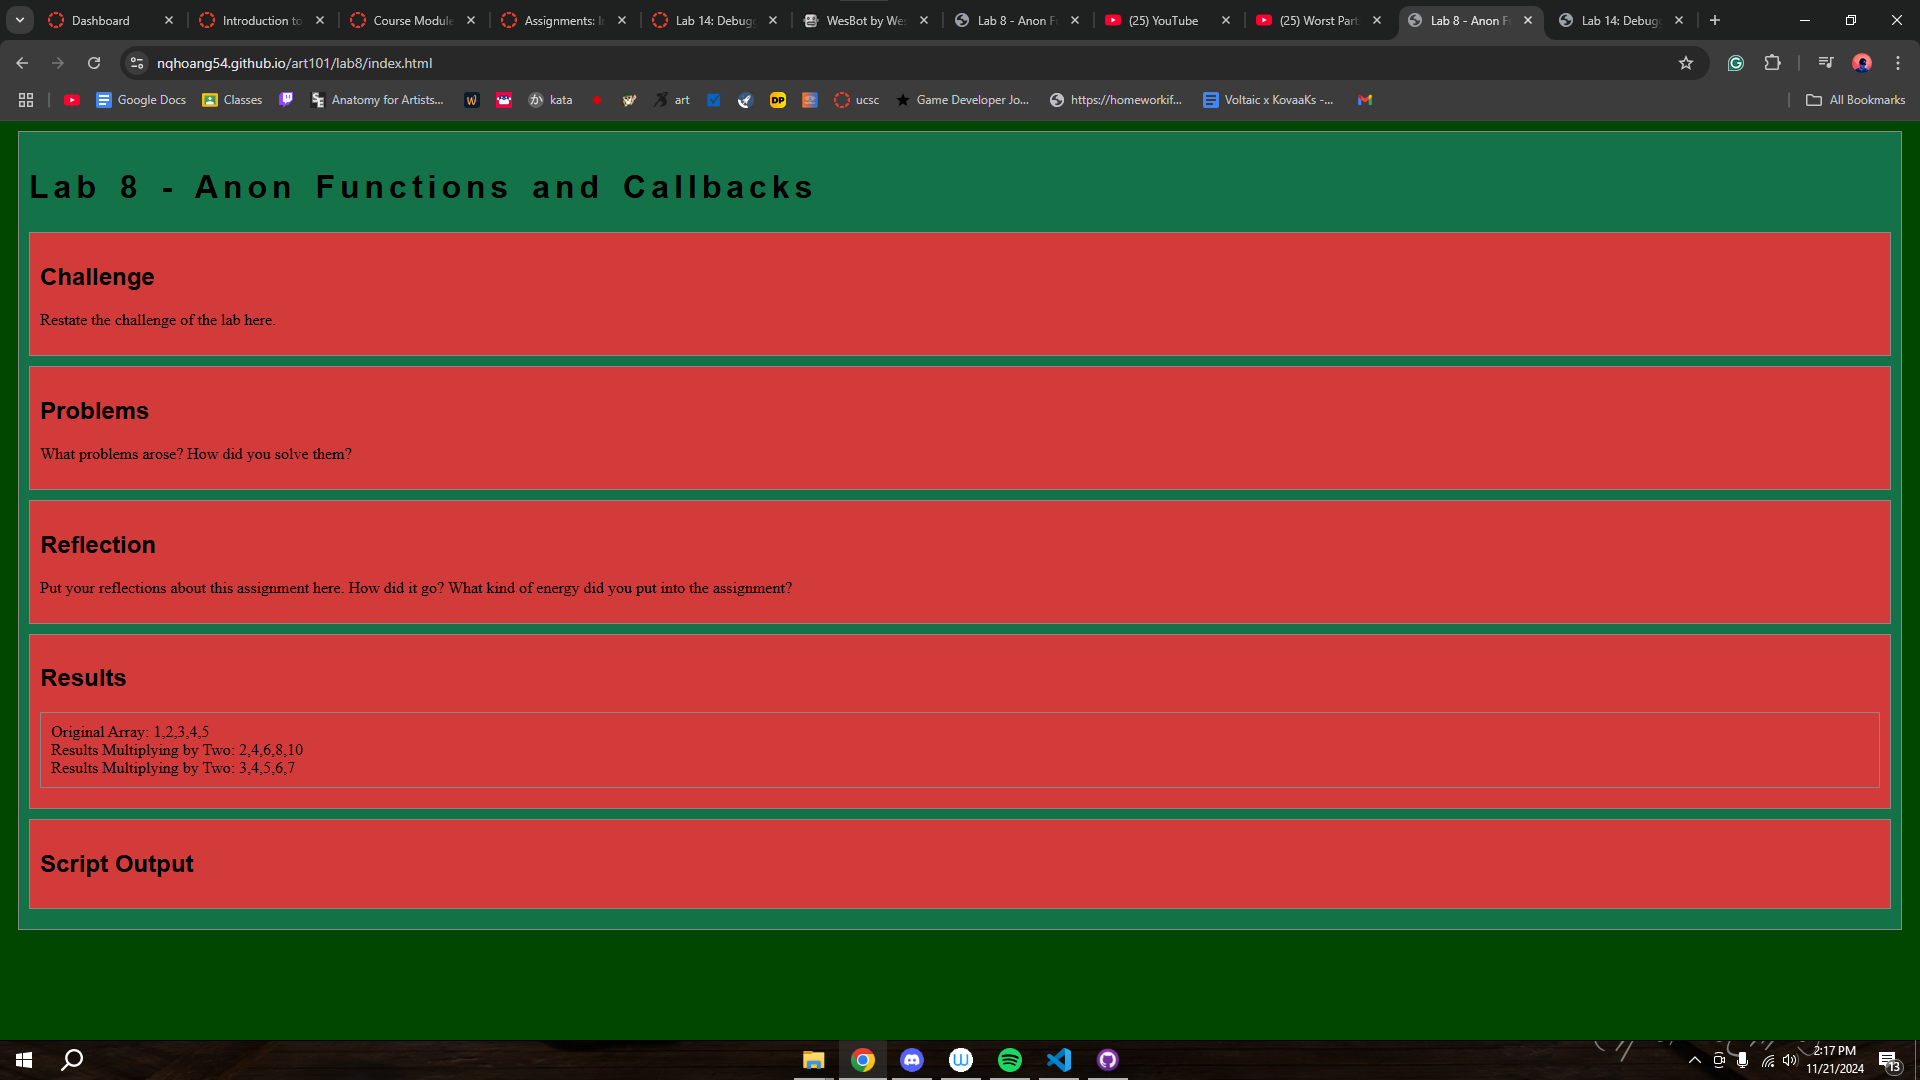 Dashboard
Introduction to
Course Module
Assignments: I
Lab 14: Debug
WesBot by Wes
Lab 8 - Anon F
(25) YouTube
(25) Worst Part
Lab 8 - Anon F
Lab 14: Debug
nqhoang54.github.io/art101/lab8/index.html
Google Docs
Classes
Anatomy for Artists...
kata
art
DP
ucsc
Game Developer Jo...
https://homeworkif...
Voltaic x KovaaKs -...
All Bookmarks
Lab 8 - Anon Functions and Callbacks
Challenge
Restate the challenge of the lab here.
Problems
What problems arose? How did you solve them?
Reflection
Put your reflections about this assignment here. How did it go? What kind of energy did you put into the assignment?
Results
Original Array: 1,2,3,4,5
Results Multiplying by Two: 2,4,6,8,10
Results Multiplying by Two: 3,4,5,6,7
Script Output
2:17 PM
11/21/2024
13